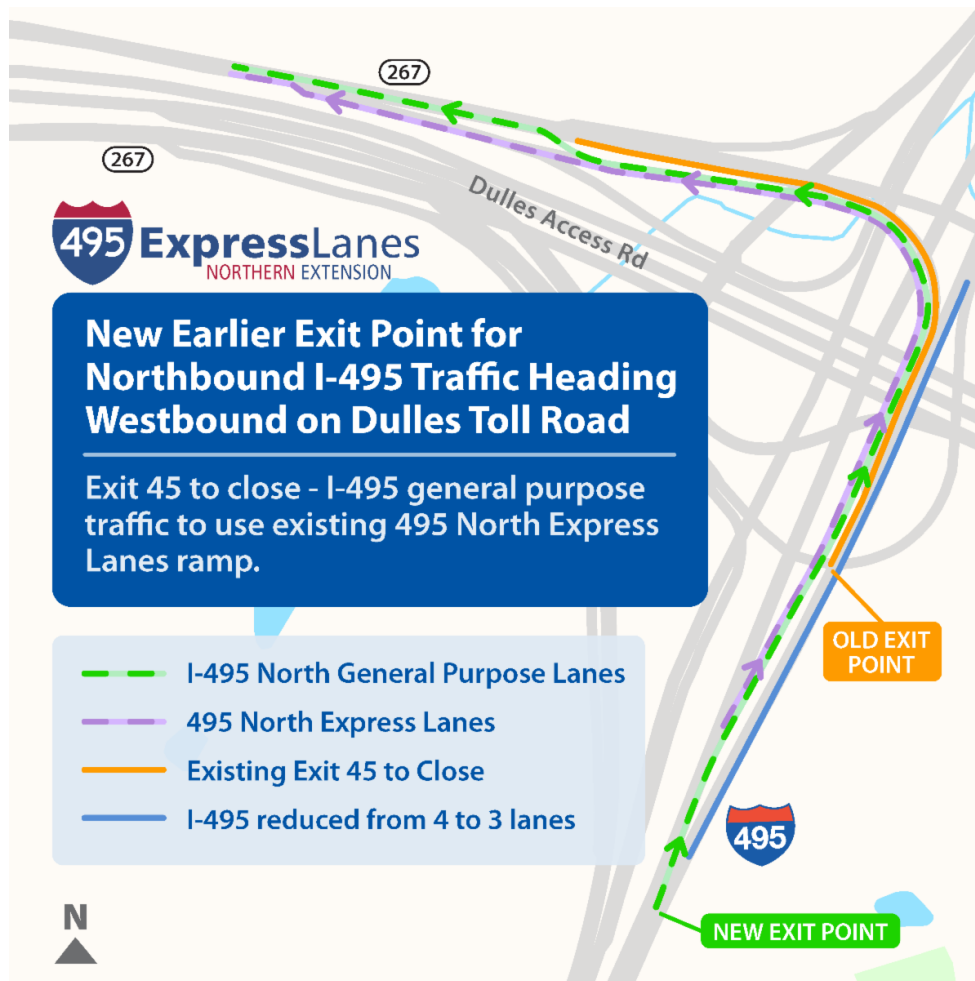 267
267
Dulles Access Rd
495 ExpressLanes
NORTHERN EXTENSION
New Earlier Exit Point for
Northbound I-495 Traffic Heading
Westbound on Dulles Toll Road
Exit 45 to close - I-495 general purpose
traffic to use existing 495 North Express
Lanes ramp.
OLD EXIT
POINT
I-495 North General Purpose Lanes
495 North Express Lanes
Existing Exit 45 to Close
I-495 reduced from 4 to 3 lanes
495
N
NEW EXIT POINT